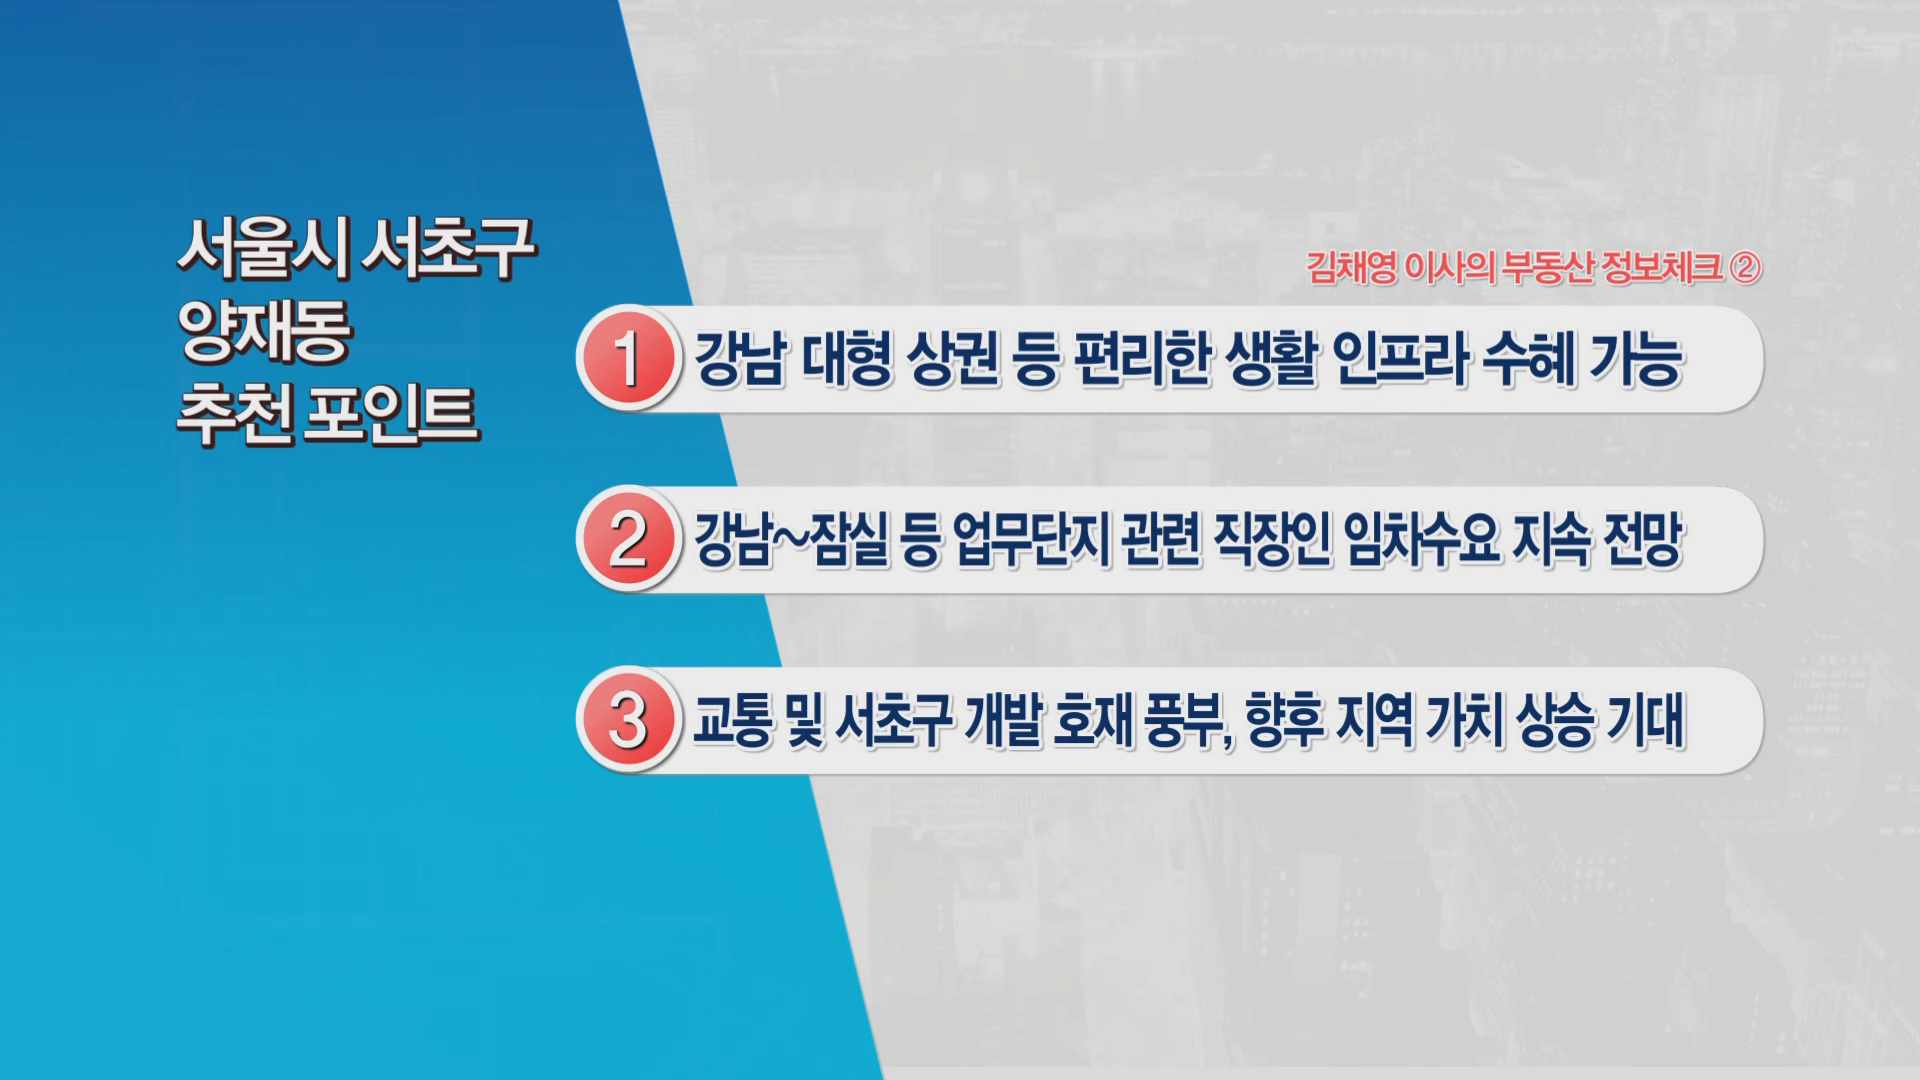 서울시 서초구
양재동
추천 포인트
김채영 이사의 부동산 정보체크 ②
1 강남 대형 상권 등 편리한 생활 인프라 수혜 가능
2 강남~잠실 등 업무단지 관련 직장인 임차수요 지속 전망
3 교통 및 서초구 개발 호재 풍부, 향후 지역 가치 상승 기대